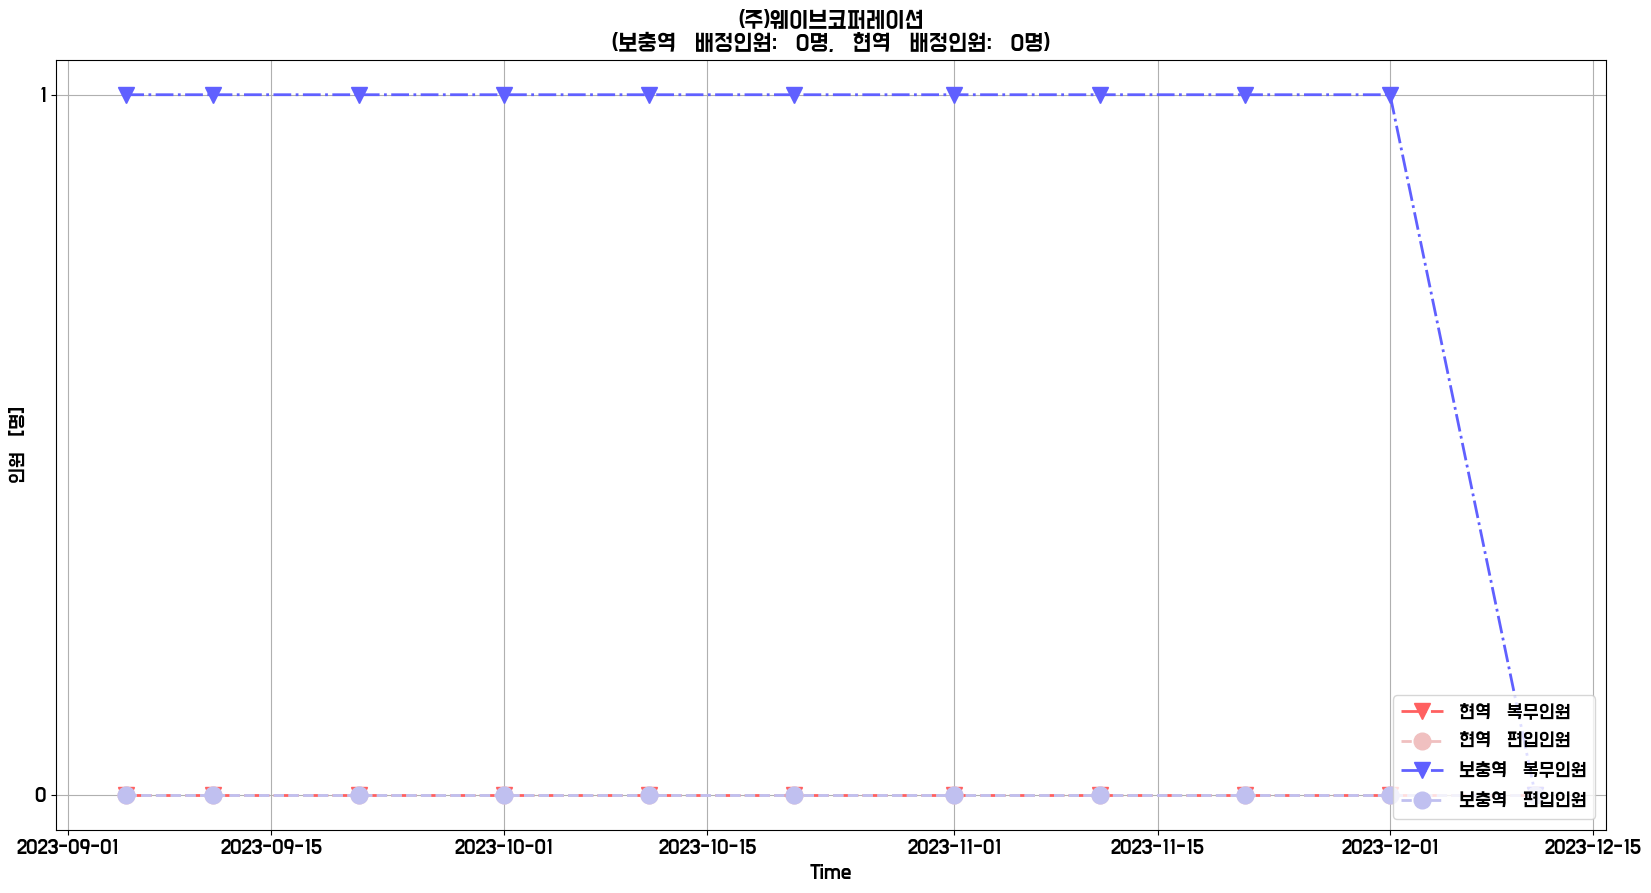 (주)웨이브코퍼레이션
(보충역 배정인원: 0명, 현역 배정인원: 0명)
1
인원 [명]
0
현역 복무인원
현역 편입인원
보충역 복무인원
보충역 편입인원
2023-09-01 2023-09-15 2023-10-01 2023-10-15 2023-11-01 2023-11-15 2023-12-01 2023-12-15
Time